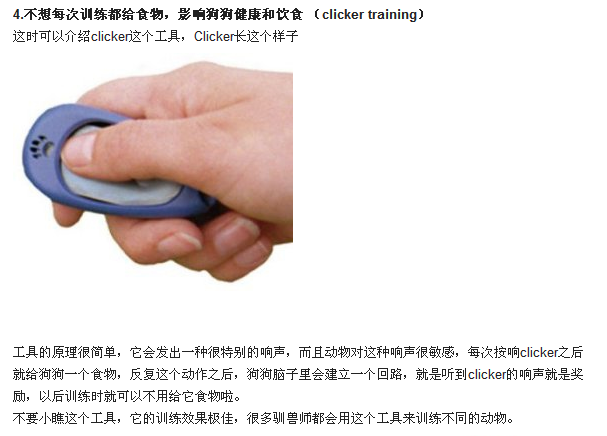 4.不想每次训练都给食物，影响狗狗健康和饮食 （clicker training）
这时可以介绍clicker这个工具，Clicker长这个样子
工具的原理很简单，它会发出一种很特别的响声，而且动物对这种响声很敏感，每次按响clicker之后
就给狗狗一个食物，反复这个动作之后，狗狗脑子里会建立一个回路，就是听到clicker的响声就是奖
励，以后训练时就可以不用给它食物啦。
不要小瞧这个工具，它的训练效果极佳，很多驯兽师都会用这个工具来训练不同的动物。